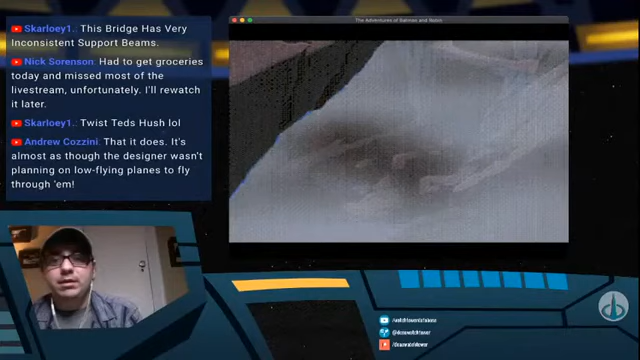 The Adventures of Batman and Robin
Skarloey1.: This Bridge Has Very
Inconsistent Support Beams.
Nick Sorenson: Had to get groceries
today and missed most of the
livestream, unfortunately. I'll rewatch
it later.
Skarloey1.: Twist Teds Hush lol
Andrew Cozzini: That it does. It's
almost as though the designer wasn't
planning on low-flying planes to fly
through 'em!